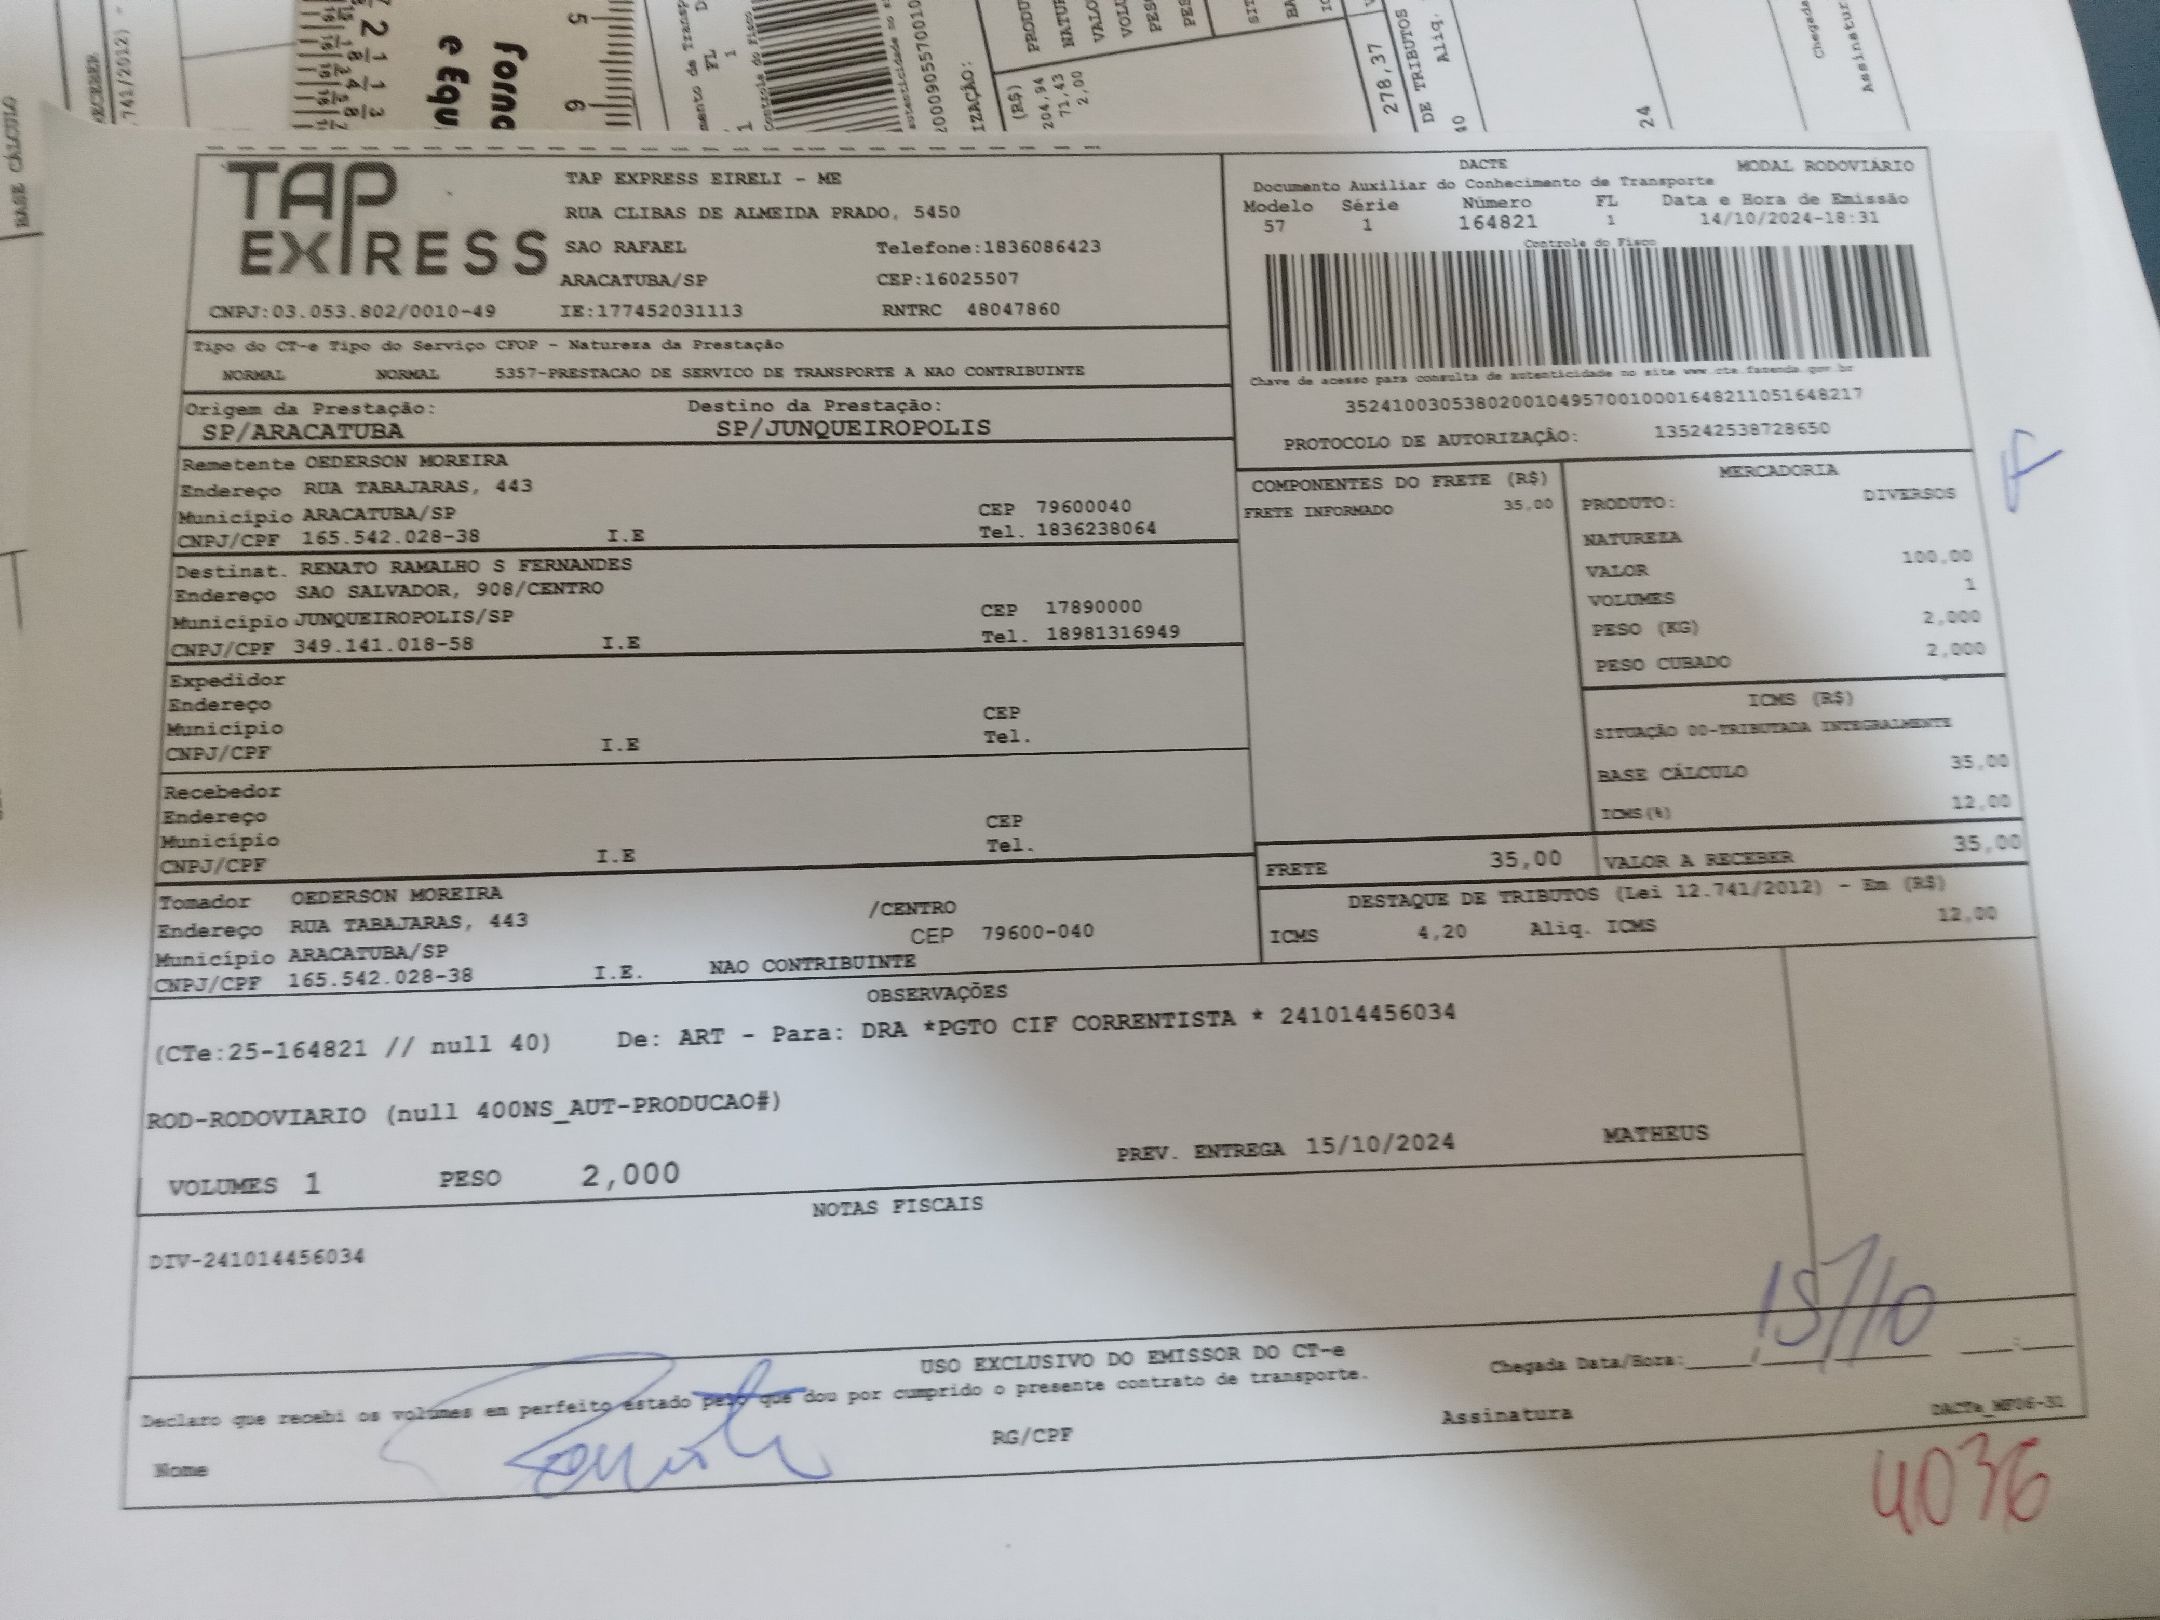 TAP EXPRESS
TAP EXPRESS EIRELI - ME
RUA CLIBAS DE ALMEIDA PRADO, 5450
SAO RAFAEL Telefone:1836086423
ARACATUBA/SP CEP:16025507
CNPJ:03.053.802/0010-49 IE:177452031113 RNTRC 48047860
DACTE MODAL RODOVIÁRIO
Documento Auxiliar do Conhecimento de Transporte
Modelo Série Número FL Data e Hora de Emissão
57 1 164821 1 14/10/2024-18:31
Controle do Fisco
Chave de acesso para consulta de autenticidade no site www.cte.fazenda.gov.br
35241003053802001049570010001648211051648217
PROTOCOLO DE AUTORIZAÇÃO: 135242538728650
Tipo do CT-e Tipo do Serviço CFOP - Natureza da Prestação
NORMAL NORMAL 5357-PRESTACAO DE SERVICO DE TRANSPORTE A NAO CONTRIBUINTE
Origem da Prestação: Destino da Prestação:
SP/ARACATUBA SP/JUNQUEIROPOLIS
Remetente OEDERSON MOREIRA
Endereço RUA TABAJARAS, 443
Município ARACATUBA/SP CEP 79600040
CNPJ/CPF 165.542.028-38 I.E Tel. 1836238064
Destinat. RENATO RAMALHO S FERNANDES
Endereço SAO SALVADOR, 908/CENTRO
Município JUNQUEIROPOLIS/SP CEP 17890000
CNPJ/CPF 349.141.018-58 I.E Tel. 18981316949
Expedidor
Endereço
Município CEP
CNPJ/CPF I.E Tel.
Recebedor
Endereço
Município CEP
CNPJ/CPF I.E Tel.
Tomador OEDERSON MOREIRA
Endereço RUA TABAJARAS, 443 /CENTRO
Município ARACATUBA/SP CEP 79600-040
CNPJ/CPF 165.542.028-38 I.E. NAO CONTRIBUINTE
COMPONENTES DO FRETE (R$)
FRETE INFORMADO 35,00
MERCADORIA
PRODUTO: DIVERSOS
NATUREZA
VALOR 100,00
VOLUMES 1
PESO (KG) 2,000
PESO CUBADO 2,000
ICMS (R$)
SITUAÇÃO 00-TRIBUTADA INTEGRALMENTE
BASE CÁLCULO 35,00
ICMS(%) 12,00
FRETE 35,00 VALOR A RECEBER 35,00
DESTAQUE DE TRIBUTOS (Lei 12.741/2012) - Em (R$)
ICMS 4,20 Aliq. ICMS 12,00
OBSERVAÇÕES
(CTe:25-164821 // null 40) De: ART - Para: DRA *PGTO CIF CORRENTISTA * 241014456034
ROD-RODOVIARIO (null 400NS_AUT-PRODUCAO#)
VOLUMES 1 PESO 2,000 PREV. ENTREGA 15/10/2024 MATHEUS
NOTAS FISCAIS
DIV-241014456034
15/10
USO EXCLUSIVO DO EMISSOR DO CT-e
Chegada Data/Hora:
Declaro que recebi os volumes em perfeito estado pelo que dou por cumprido o presente contrato de transporte.
Nome RG/CPF Assinatura DACTe_MF06-31
4036